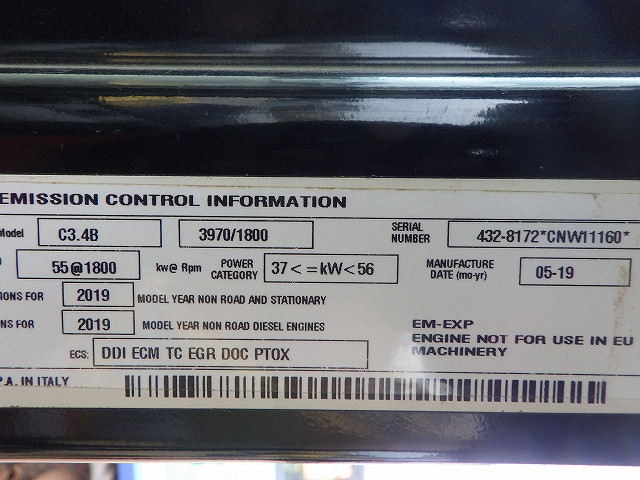 EMISSION CONTROL INFORMATION
Model C3.4B 3970/1800 SERIAL NUMBER 432-8172*CNW11160*
55@1800 kw@ Rpm POWER CATEGORY 37<=kW<56 MANUFACTURE DATE (mo-yr) 05-19
IONS FOR 2019 MODEL YEAR NON ROAD AND STATIONARY
NS FOR 2019 MODEL YEAR NON ROAD DIESEL ENGINES
EM-EXP
ENGINE NOT FOR USE IN EU
MACHINERY
ECS: DDI ECM TC EGR DOC PTOX
P.A. IN ITALY